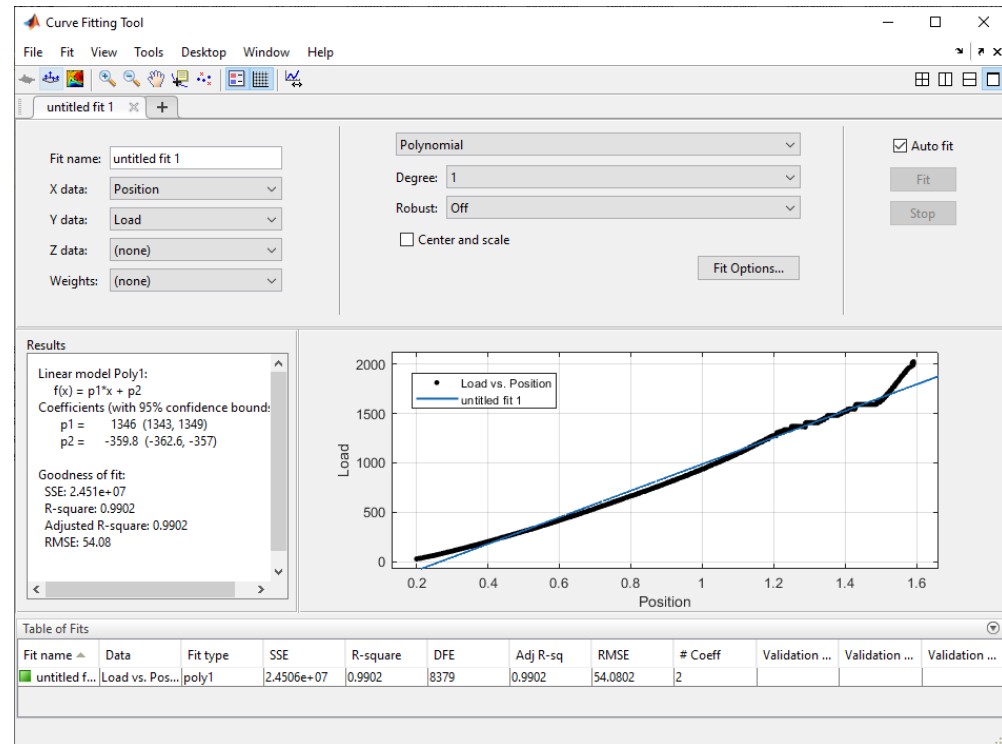 Curve Fitting Tool
File Fit View Tools Desktop Window Help
untitled fit 1
Fit name: untitled fit 1
X data: Position
Y data: Load
Z data: (none)
Weights: (none)
Polynomial
Degree: 1
Robust: Off
Center and scale
Fit Options...
Auto fit
Fit
Stop
Results
Linear model Poly1:
f(x) = p1*x + p2
Coefficients (with 95% confidence bounds
p1 = 1346 (1343, 1349)
p2 = -359.8 (-362.6, -357)
Goodness of fit:
SSE: 2.451e+07
R-square: 0.9902
Adjusted R-square: 0.9902
RMSE: 54.08
2000
1500
1000
500
0
Load
Load vs. Position
untitled fit 1
0.2 0.4 0.6 0.8 1 1.2 1.4 1.6
Position
Table of Fits
Fit name Data Fit type SSE R-square DFE Adj R-sq RMSE # Coeff Validation ... Validation ... Validation ...
untitled f... Load vs. Pos... poly1 2.4506e+07 0.9902 8379 0.9902 54.0802 2